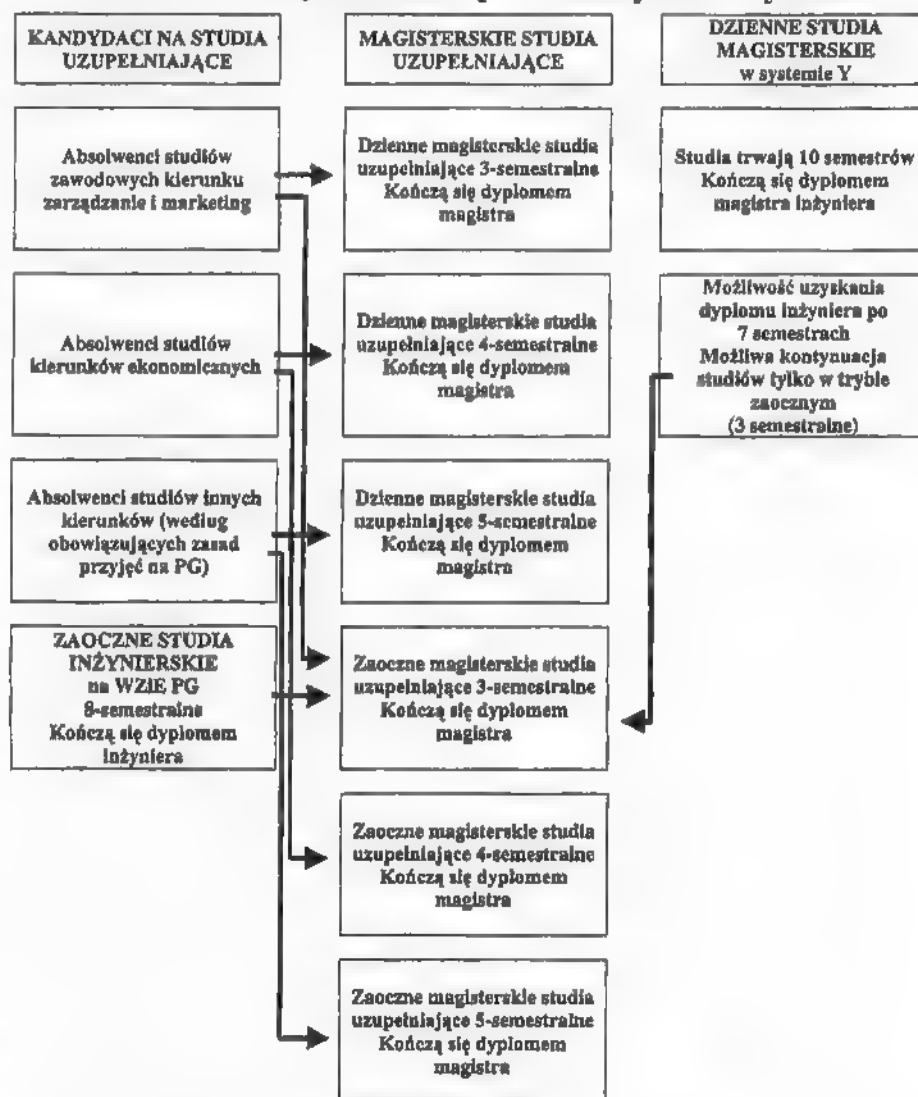 KANDYDACI NA STUDIA
UZUPEŁNIAJĄCE
MAGISTERSKIE STUDIA
UZUPEŁNIAJĄCE
DZIENNE STUDIA
MAGISTERSKIE
w systemie Y
Absolwenci studiów
zawodowych kierunku
zarządzanie i marketing
Dzienne magisterskie studia
uzupełniające 3-semestralne
Kończą się dyplomem
magistra
Studia trwają 10 semestrów
Kończą się dyplomem
magistra inżyniera
Absolwenci studiów
kierunków ekonomicznych
Dzienne magisterskie studia
uzupełniające 4-semestralne
Kończą się dyplomem
magistra
Możliwość uzyskania
dyplomu inżyniera po
7 semestrach
Możliwa kontynuacja
studiów tylko w trybie
zaocznym
(3 semestralne)
Absolwenci studiów innych
kierunków (według
obowiązujących zasad
przyjęć na PG)
Dzienne magisterskie studia
uzupełniające 5-semestralne
Kończą się dyplomem
magistra
ZAOCZNE STUDIA
INŻYNIERSKIE
na WZiE PG
8-semestralne
Kończą się dyplomem
inżyniera
Zaoczne magisterskie studia
uzupełniające 3-semestralne
Kończą się dyplomem
magistra
Zaoczne magisterskie studia
uzupełniające 4-semestralne
Kończą się dyplomem
magistra
Zaoczne magisterskie studia
uzupełniające 5-semestralne
Kończą się dyplomem
magistra